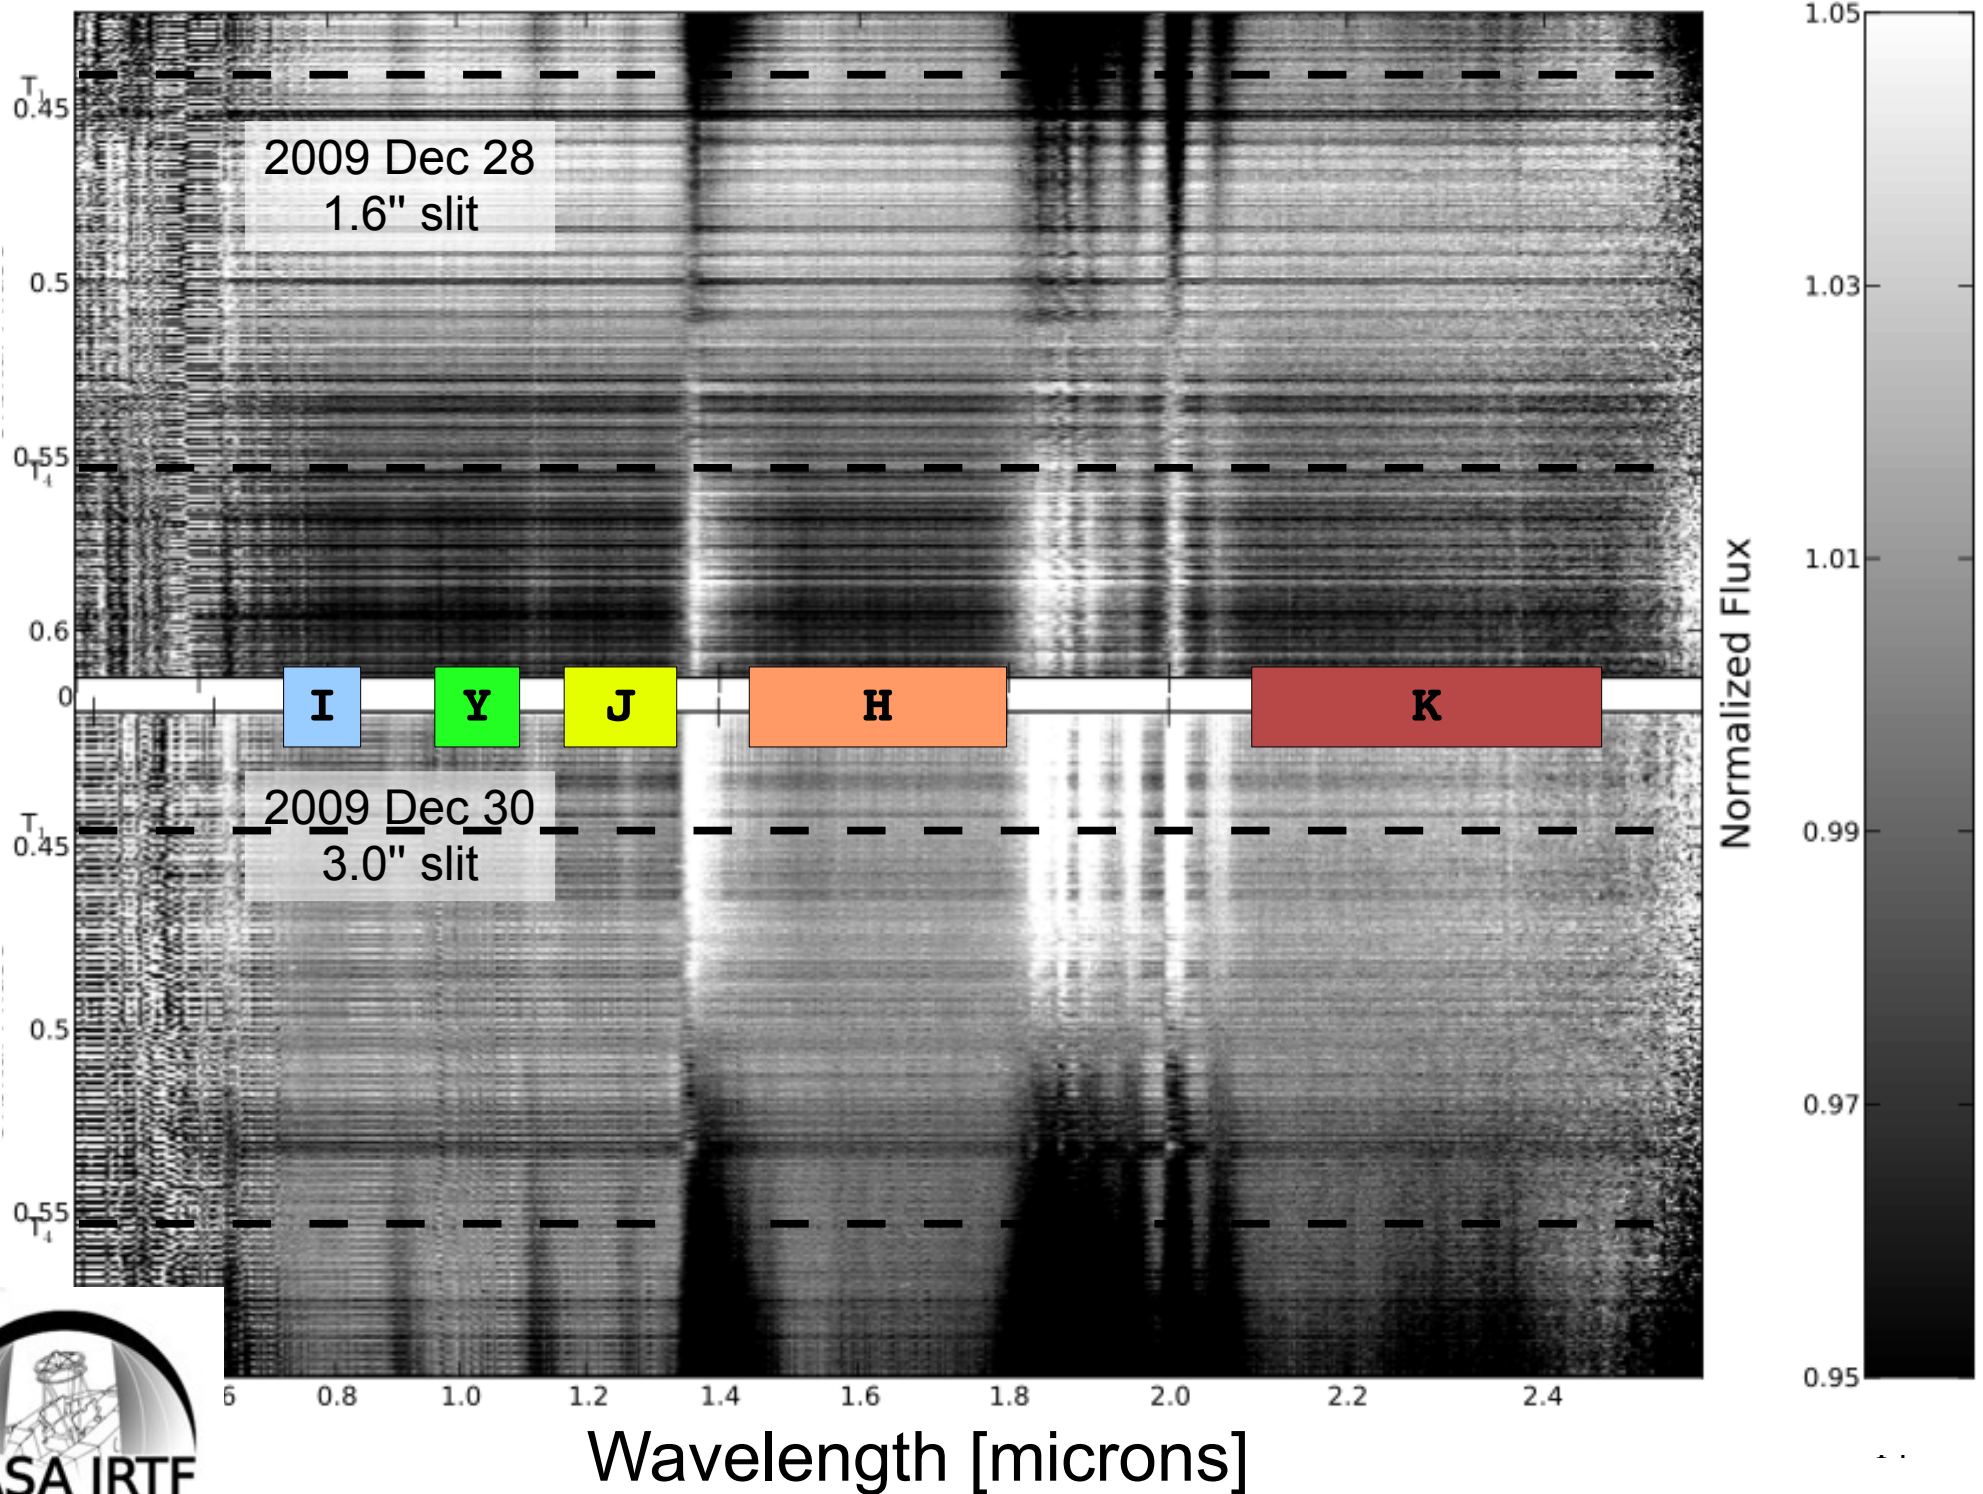 1.05
T1
0.45
2009 Dec 28
1.6" slit
0.5
1.03
0.55
T4
1.01
0.6
Normalized Flux
0
I Y J H K
2009 Dec 30
3.0" slit
T1
0.45
0.99
0.5
0.97
0.55
T4
0.95
6 0.8 1.0 1.2 1.4 1.6 1.8 2.0 2.2 2.4
Wavelength [microns]
ASA IRTF